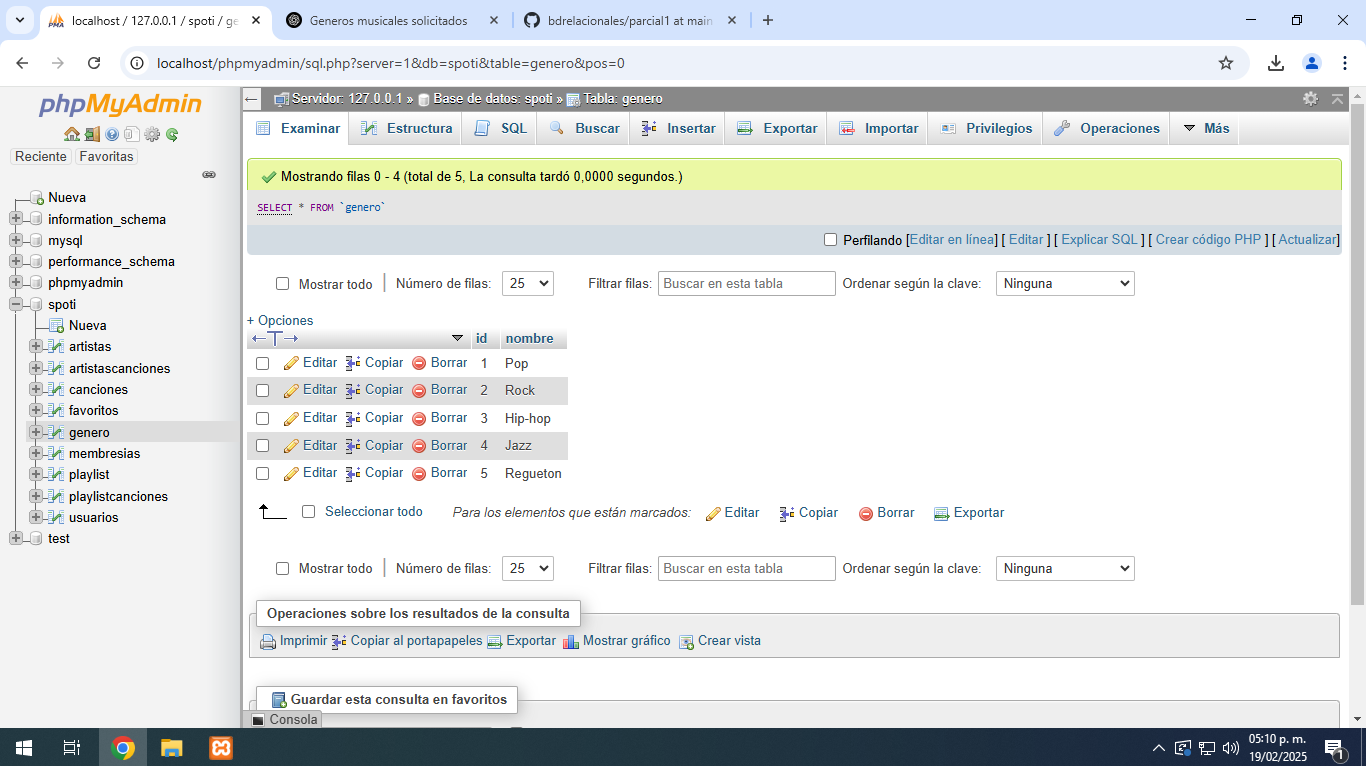 localhost / 127.0.0.1 / spoti / ge
Generos musicales solicitados
bdrelacionales/parcial1 at main
localhost/phpmyadmin/sql.php?server=1&db=spoti&table=genero&pos=0
phpMyAdmin
Reciente Favoritas
Nueva
information_schema
mysql
performance_schema
phpmyadmin
spoti
Nueva
artistas
artistascanciones
canciones
favoritos
genero
membresias
playlist
playlistcanciones
usuarios
test
Servidor: 127.0.0.1 » Base de datos: spoti » Tabla: genero
Examinar Estructura SQL Buscar Insertar Exportar Importar Privilegios Operaciones Más
Mostrando filas 0 - 4 (total de 5, La consulta tardó 0,0000 segundos.)
SELECT * FROM `genero`
Perfilando [Editar en línea] [ Editar ] [ Explicar SQL ] [ Crear código PHP ] [ Actualizar]
Mostrar todo | Número de filas: 25 Filtrar filas: Buscar en esta tabla Ordenar según la clave: Ninguna
+ Opciones
←T→ id nombre
Editar Copiar Borrar 1 Pop
Editar Copiar Borrar 2 Rock
Editar Copiar Borrar 3 Hip-hop
Editar Copiar Borrar 4 Jazz
Editar Copiar Borrar 5 Regueton
Seleccionar todo Para los elementos que están marcados: Editar Copiar Borrar Exportar
Mostrar todo | Número de filas: 25 Filtrar filas: Buscar en esta tabla Ordenar según la clave: Ninguna
Operaciones sobre los resultados de la consulta
Imprimir Copiar al portapapeles Exportar Mostrar gráfico Crear vista
Guardar esta consulta en favoritos
Consola
05:10 p. m.
19/02/2025
1